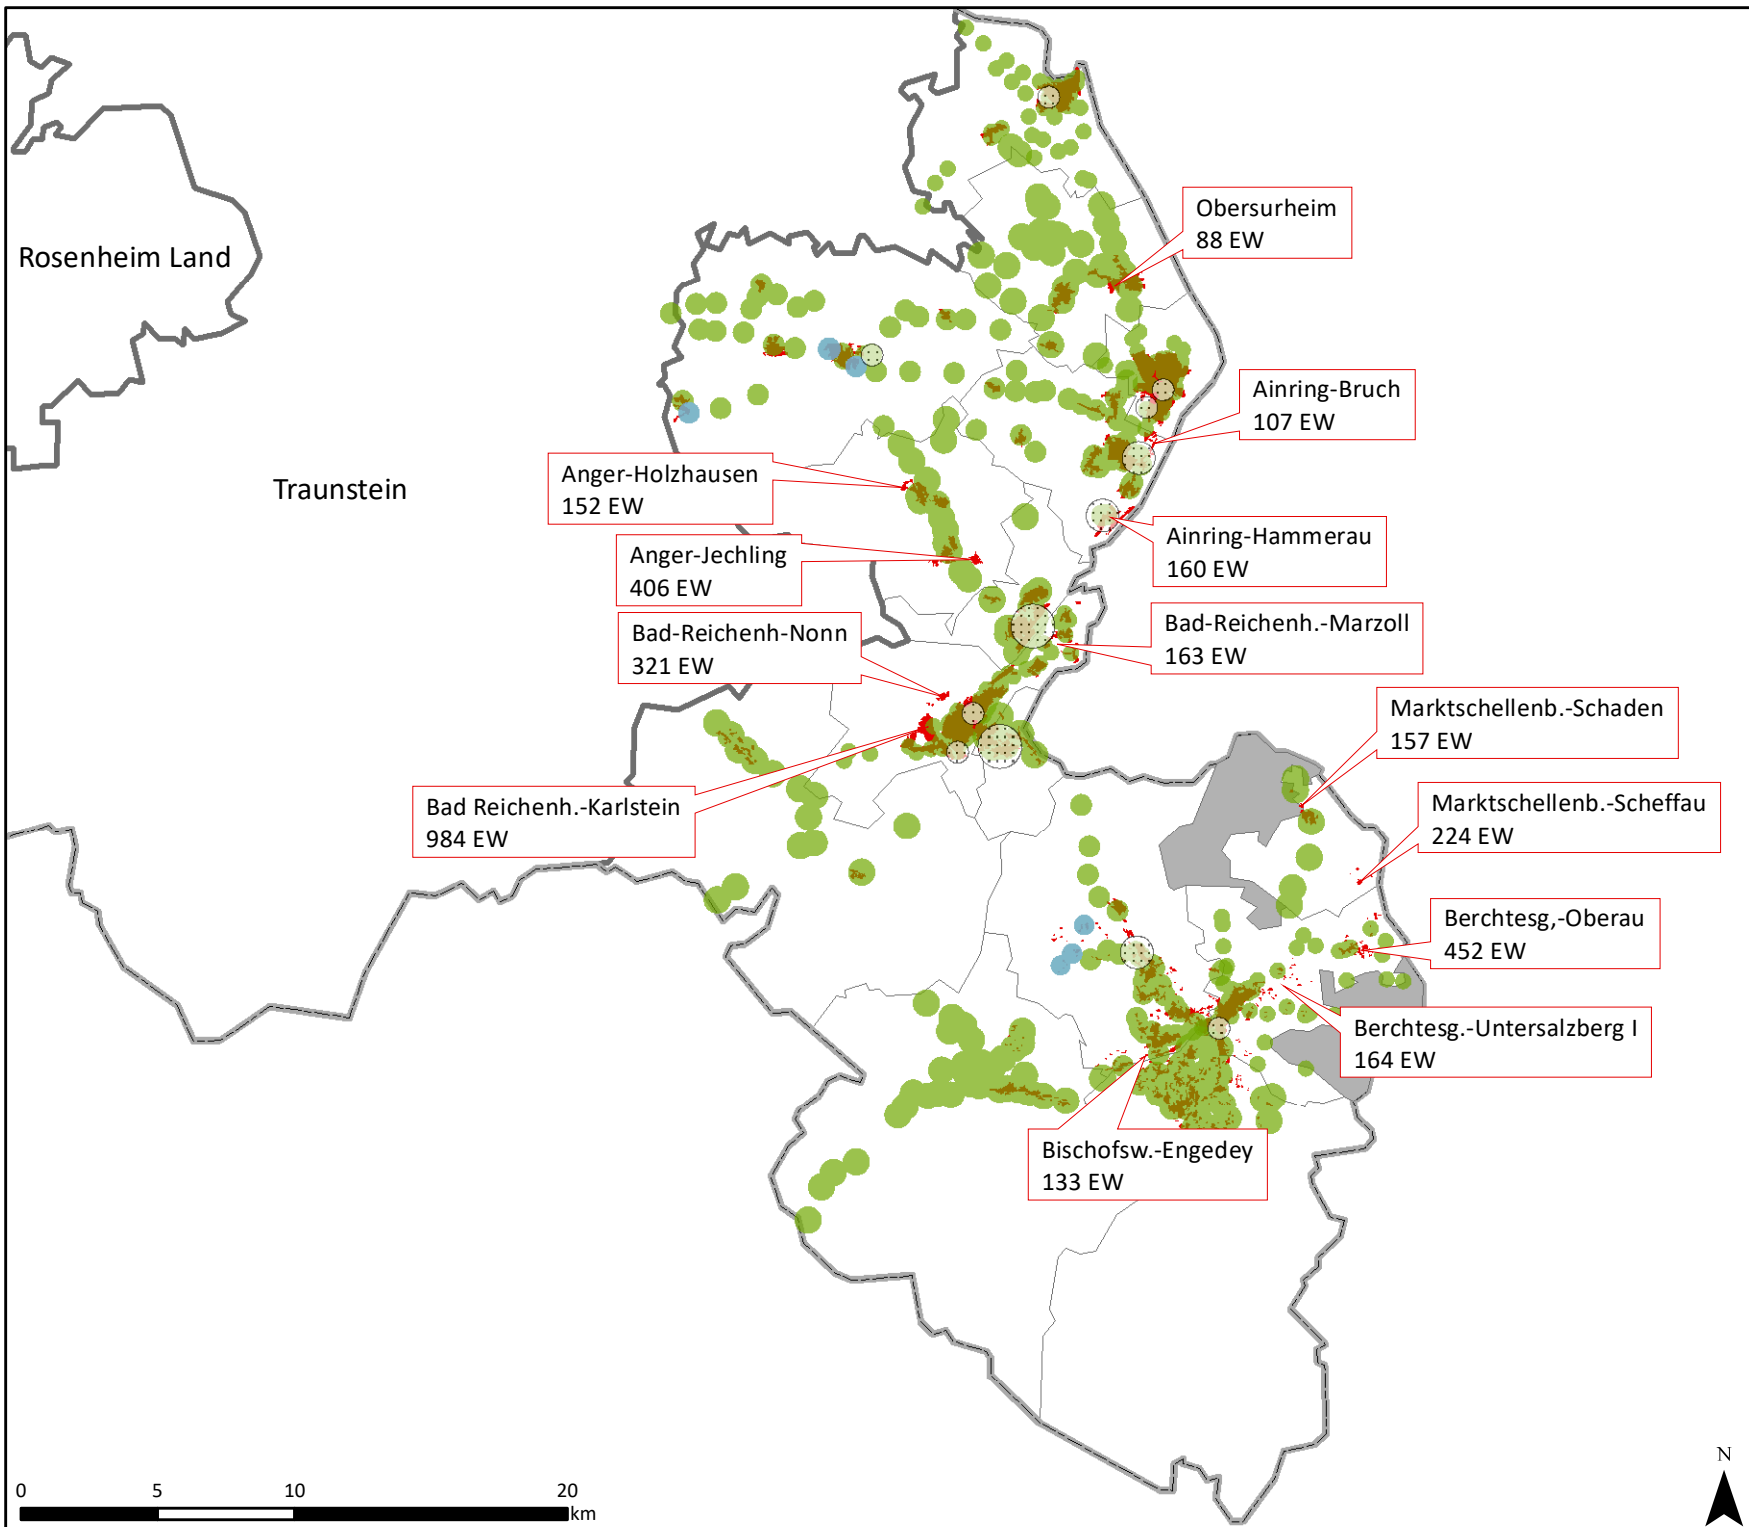 Obersurheim
88 EW
Rosenheim Land
Ainring-Bruch
107 EW
Anger-Holzhausen
152 EW
Traunstein
Ainring-Hammerau
160 EW
Anger-Jechling
406 EW
Bad-Reichenh-Nonn
321 EW
Bad-Reichenh.-Marzoll
163 EW
Marktschellenb.-Schaden
157 EW
Bad Reichenh.-Karlstein
984 EW
Marktschellenb.-Scheffau
224 EW
Berchtesg,-Oberau
452 EW
Berchtesg.-Untersalzberg I
164 EW
Bischofsw.-Engedey
133 EW
N
0 5 10 20
km